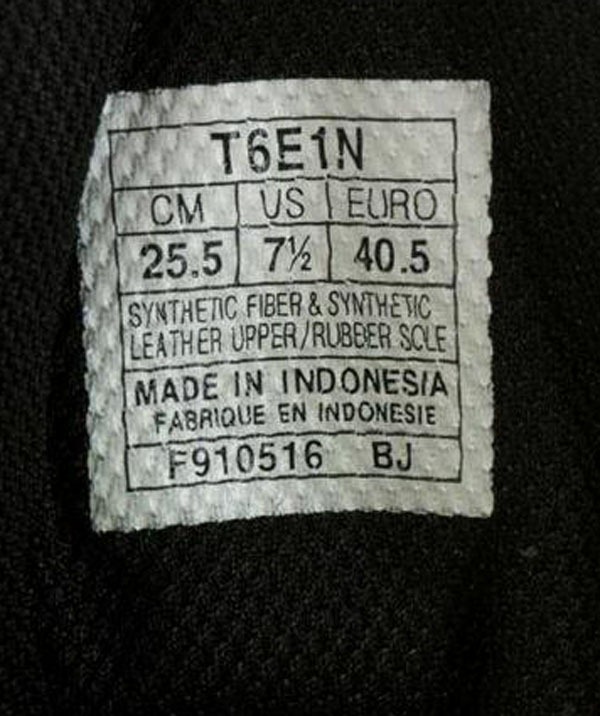 T6E1N
CM US EURO
25.5 7½ 40.5
SYNTHETIC FIBER & SYNTHETIC
LEATHER UPPER/RUBBER SOLE
MADE IN INDONESIA
FABRIQUE EN INDONESIE
F910516 BJ